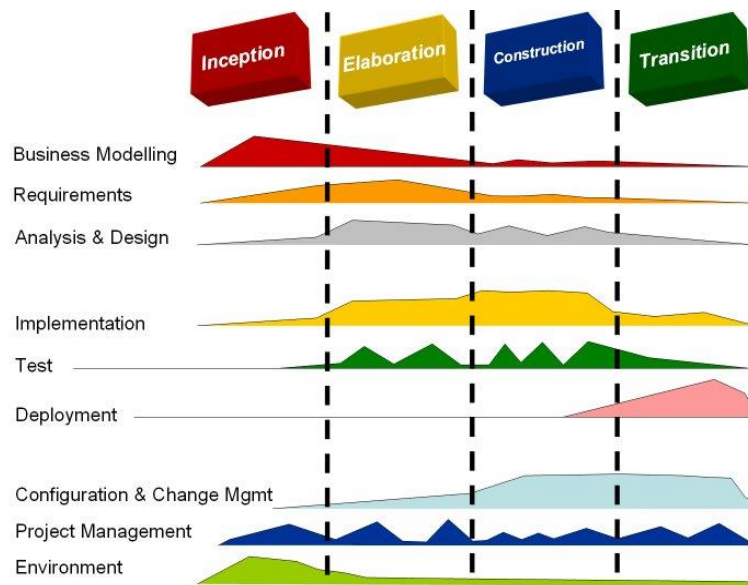 Inception
Elaboration
Construction
Transition
Business Modelling
Requirements
Analysis & Design
Implementation
Test
Deployment
Configuration & Change Mgmt
Project Management
Environment